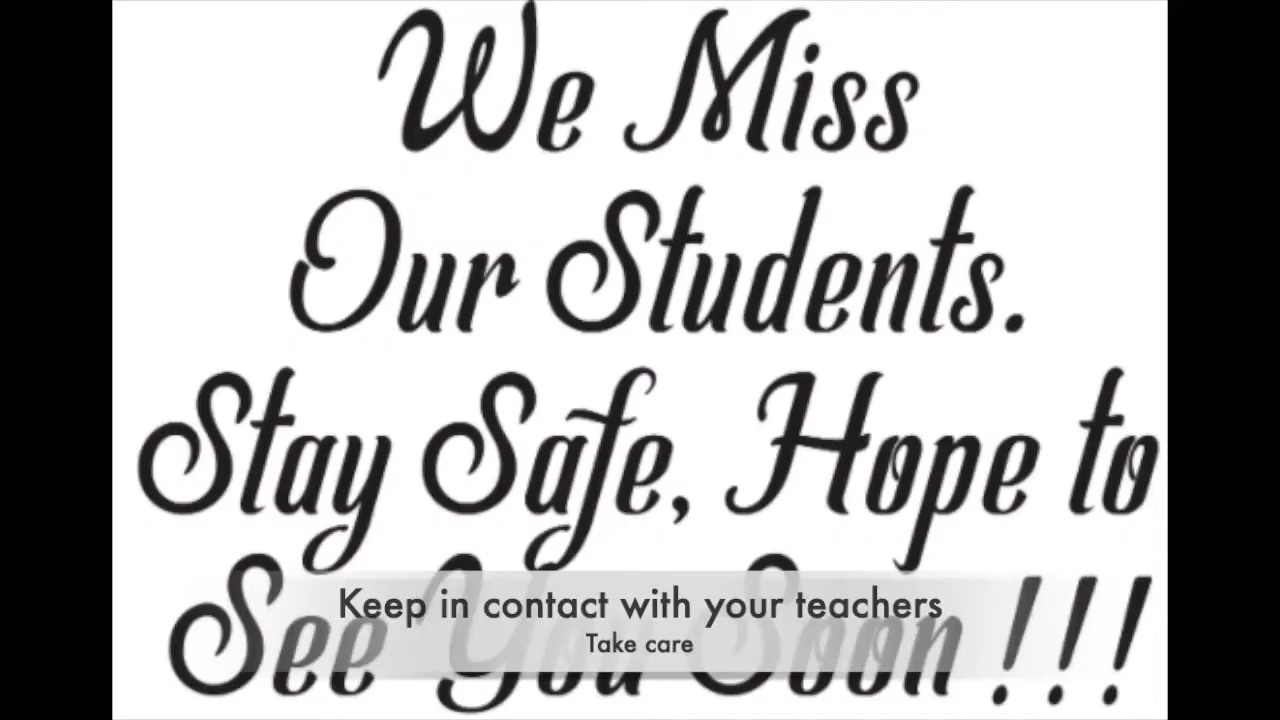 We Miss
Our Students.
Stay Safe, Hope to
See You Soon !!!
Keep in contact with your teachers
Take care